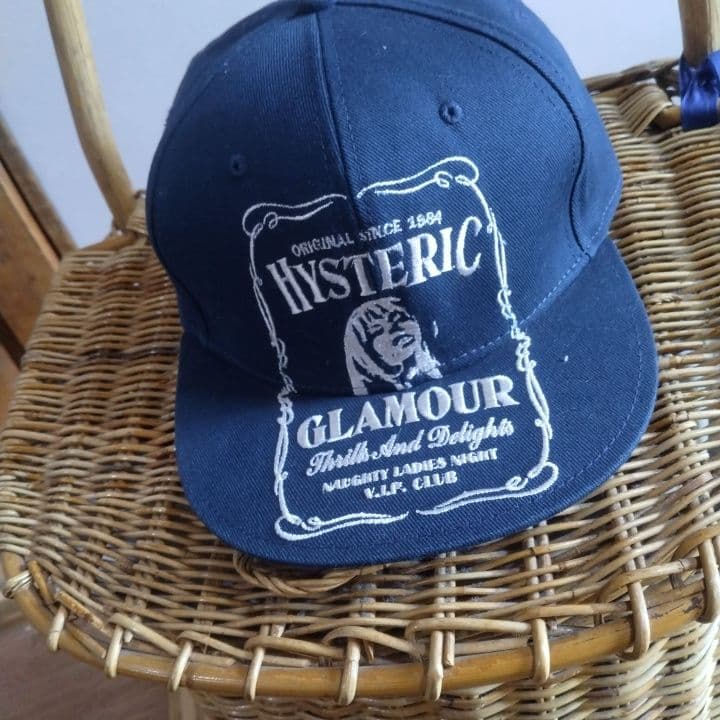 ORIGINAL SINCE 1984
HYSTERIC
GLAMOUR
Thrills And Delights
NAUGHTY LADIES NIGHT
V.I.P. CLUB